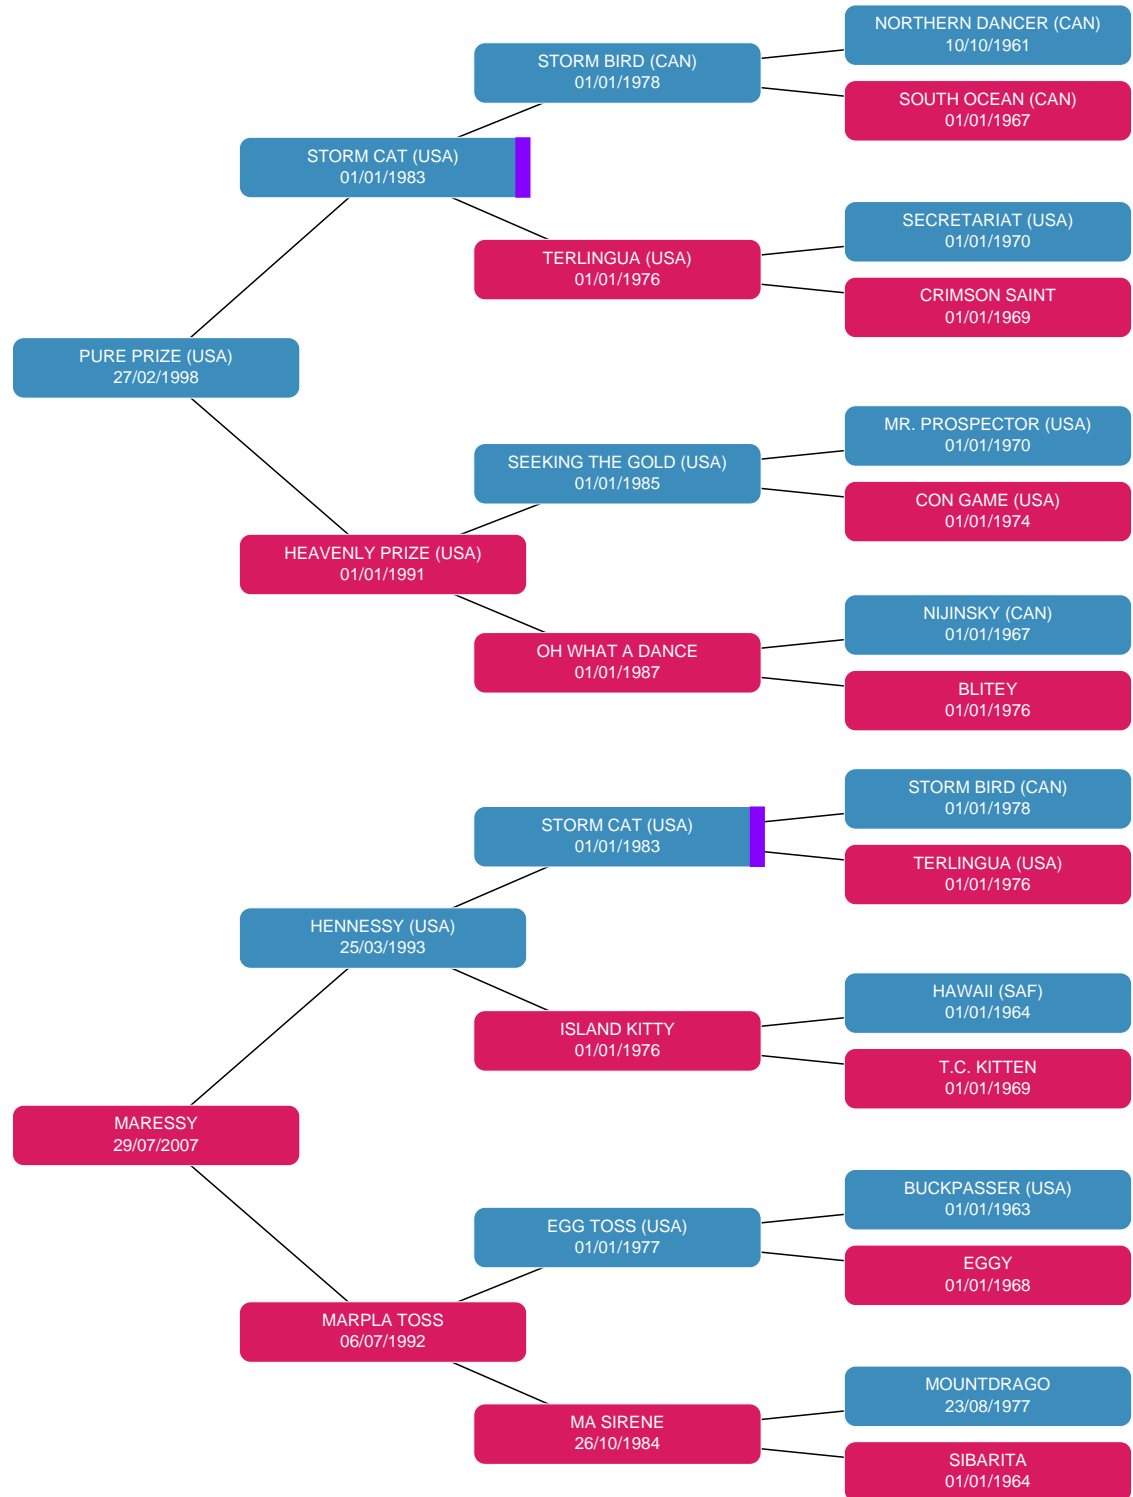 NORTHERN DANCER (CAN)
10/10/1961
STORM BIRD (CAN)
01/01/1978
SOUTH OCEAN (CAN)
01/01/1967
STORM CAT (USA)
01/01/1983
SECRETARIAT (USA)
01/01/1970
TERLINGUA (USA)
01/01/1976
CRIMSON SAINT
01/01/1969
PURE PRIZE (USA)
27/02/1998
MR. PROSPECTOR (USA)
01/01/1970
SEEKING THE GOLD (USA)
01/01/1985
CON GAME (USA)
01/01/1974
HEAVENLY PRIZE (USA)
01/01/1991
NIJINSKY (CAN)
01/01/1967
OH WHAT A DANCE
01/01/1987
BLITEY
01/01/1976
STORM BIRD (CAN)
01/01/1978
STORM CAT (USA)
01/01/1983
TERLINGUA (USA)
01/01/1976
HENNESSY (USA)
25/03/1993
HAWAII (SAF)
01/01/1964
ISLAND KITTY
01/01/1976
T.C. KITTEN
01/01/1969
MARESSY
29/07/2007
BUCKPASSER (USA)
01/01/1963
EGG TOSS (USA)
01/01/1977
EGGY
01/01/1968
MARPLA TOSS
06/07/1992
MOUNTDRAGO
23/08/1977
MA SIRENE
26/10/1984
SIBARITA
01/01/1964